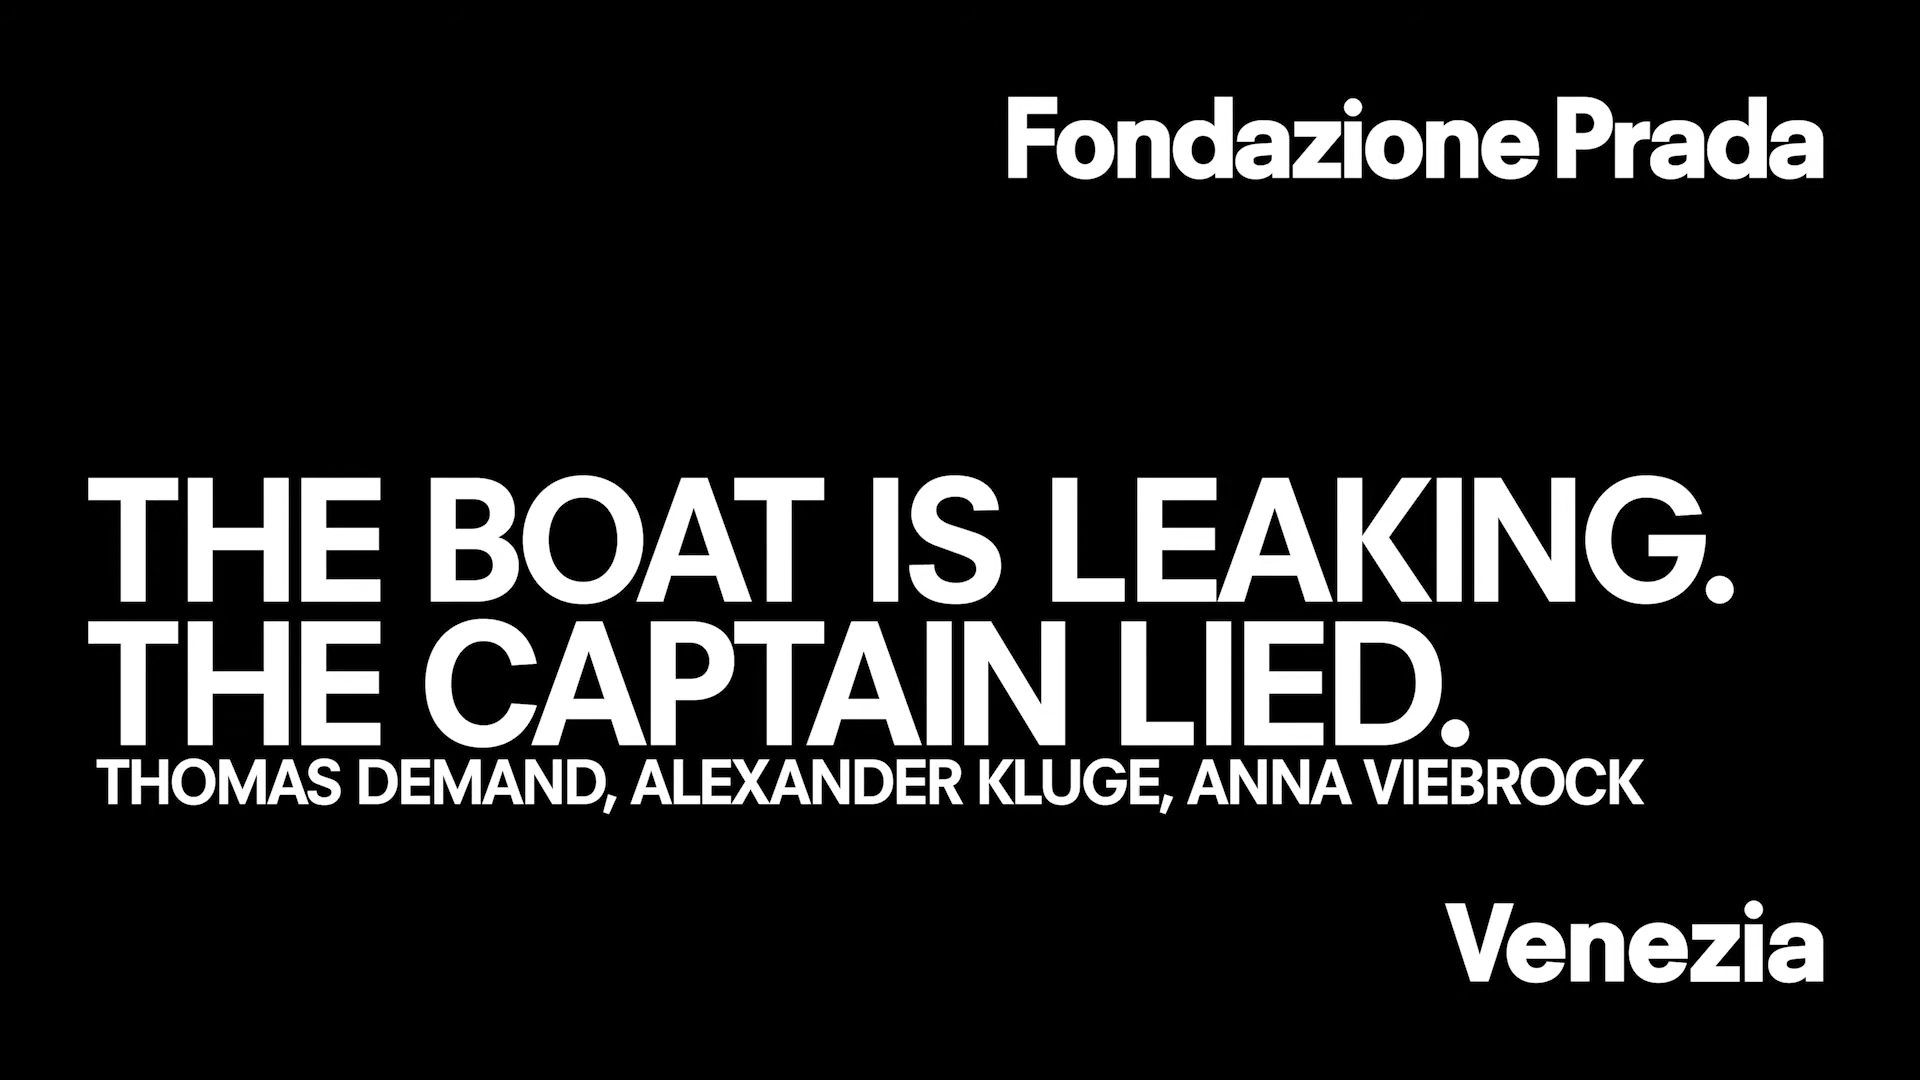 Fondazione Prada
THE BOAT IS LEAKING.
THE CAPTAIN LIED.
THOMAS DEMAND, ALEXANDER KLUGE, ANNA VIEBROCK
Venezia